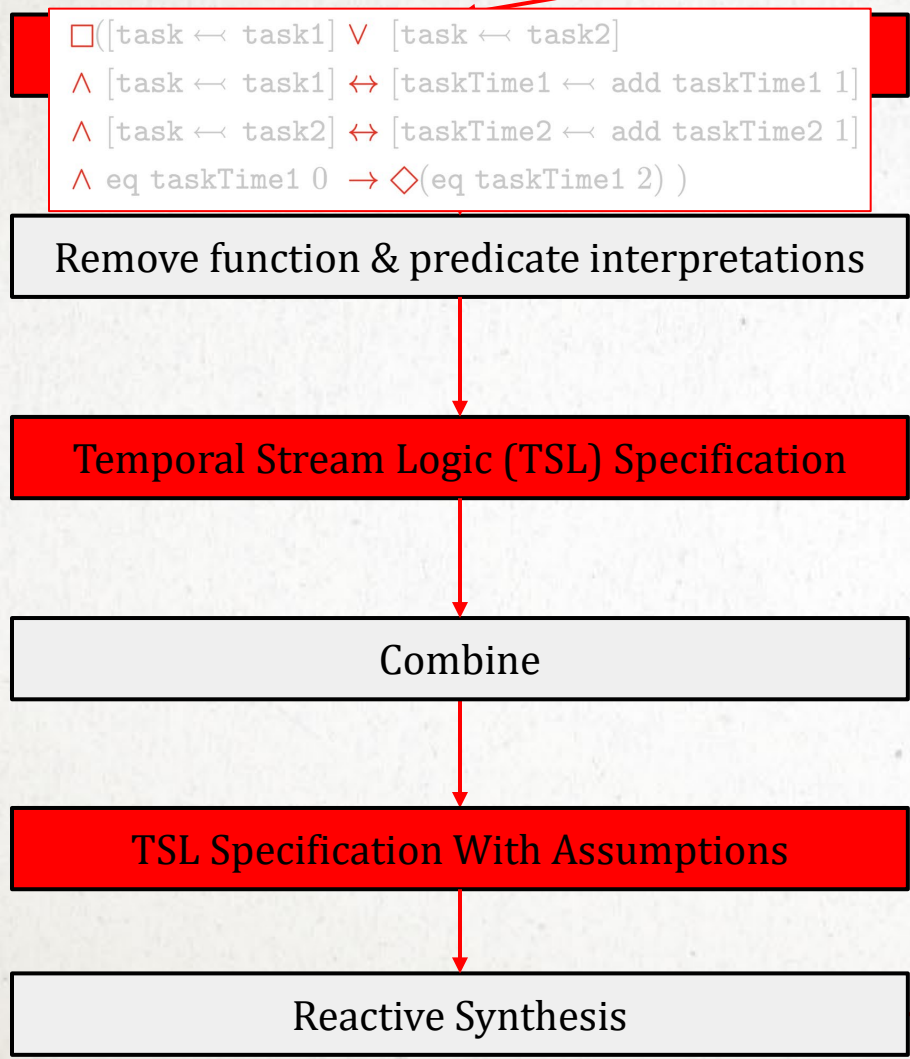 □([task ↢ task1] ∨ [task ↢ task2]
∧ [task ↢ task1] ↔ [taskTime1 ↢ add taskTime1 1]
∧ [task ↢ task2] ↔ [taskTime2 ↢ add taskTime2 1]
∧ eq taskTime1 0 → ◇(eq taskTime1 2) )
Remove function & predicate interpretations
Temporal Stream Logic (TSL) Specification
Combine
TSL Specification With Assumptions
Reactive Synthesis